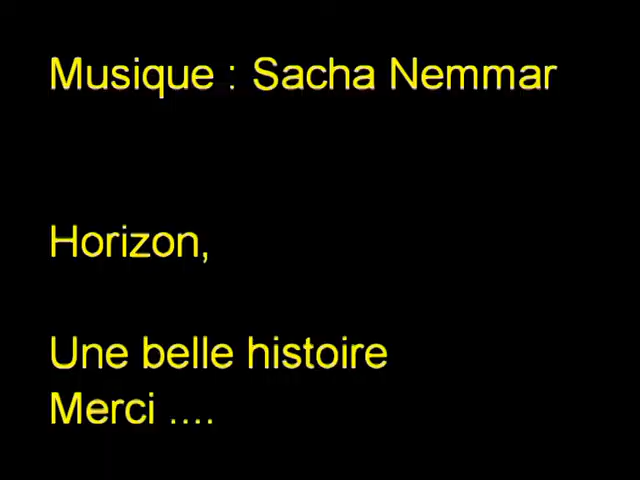 Musique : Sacha Nemmar
Horizon,
Une belle histoire
Merci ....